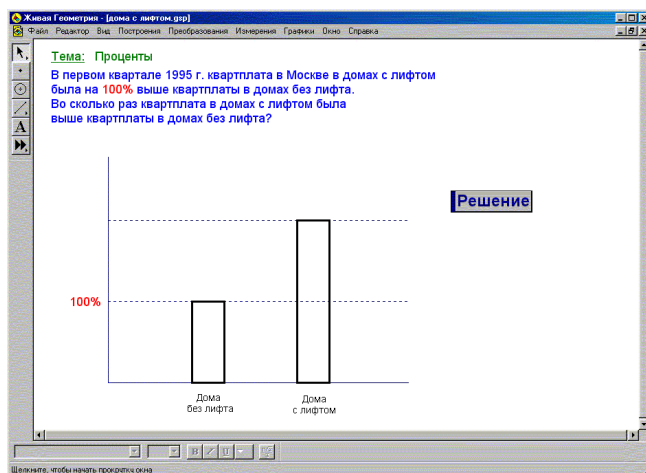 Живая Геометрия - [дома с лифтом.gsp]
Файл Редактор Вид Построения Преобразования Измерения Графики Окно Справка
Тема: Проценты
В первом квартале 1995 г. квартплата в Москве в домах с лифтом
была на 100% выше квартплаты в домах без лифта.
Во сколько раз квартплата в домах с лифтом была
выше квартплаты в домах без лифта?
A
Решение
100%
Дома
без лифта
Дома
с лифтом
B / U
Щелкните, чтобы начать прокрутку окна